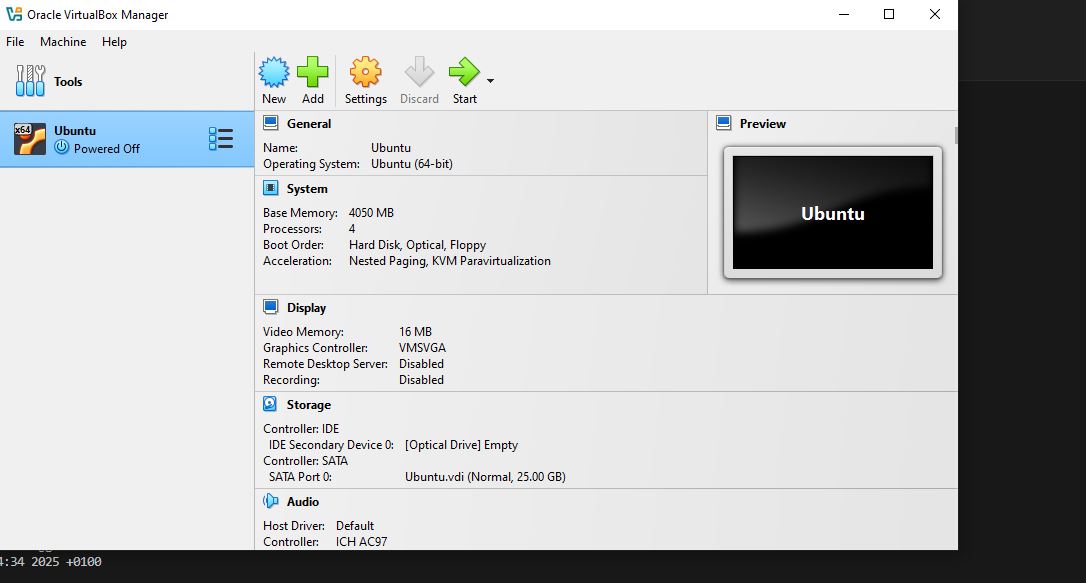 Oracle VirtualBox Manager
File Machine Help
Tools
New Add Settings Discard Start
x64
Ubuntu
Powered Off
General
Name: Ubuntu
Operating System: Ubuntu (64-bit)
Preview
Ubuntu
System
Base Memory: 4050 MB
Processors: 4
Boot Order: Hard Disk, Optical, Floppy
Acceleration: Nested Paging, KVM Paravirtualization
Display
Video Memory: 16 MB
Graphics Controller: VMSVGA
Remote Desktop Server: Disabled
Recording: Disabled
Storage
Controller: IDE
IDE Secondary Device 0: [Optical Drive] Empty
Controller: SATA
SATA Port 0: Ubuntu.vdi (Normal, 25.00 GB)
Audio
Host Driver: Default
Controller: ICH AC97
:34 2025 +0100